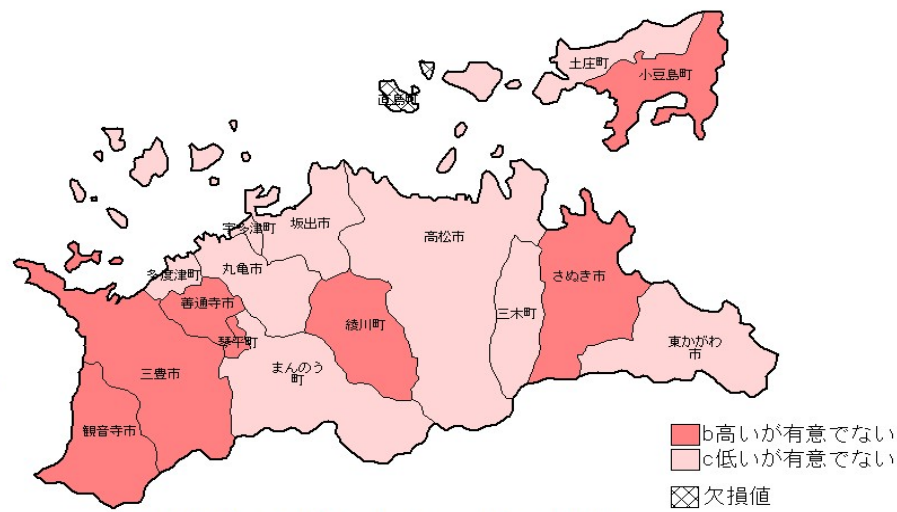 土庄町
小豆島町
直島町
宇多津町
坂出市
高松市
多度津町
丸亀市
さぬき市
善通寺市
綾川町
三木町
琴平町
東かがわ
市
三豊市
まんのう
町
観音寺市
b高いが有意でない
c低いが有意でない
欠損値